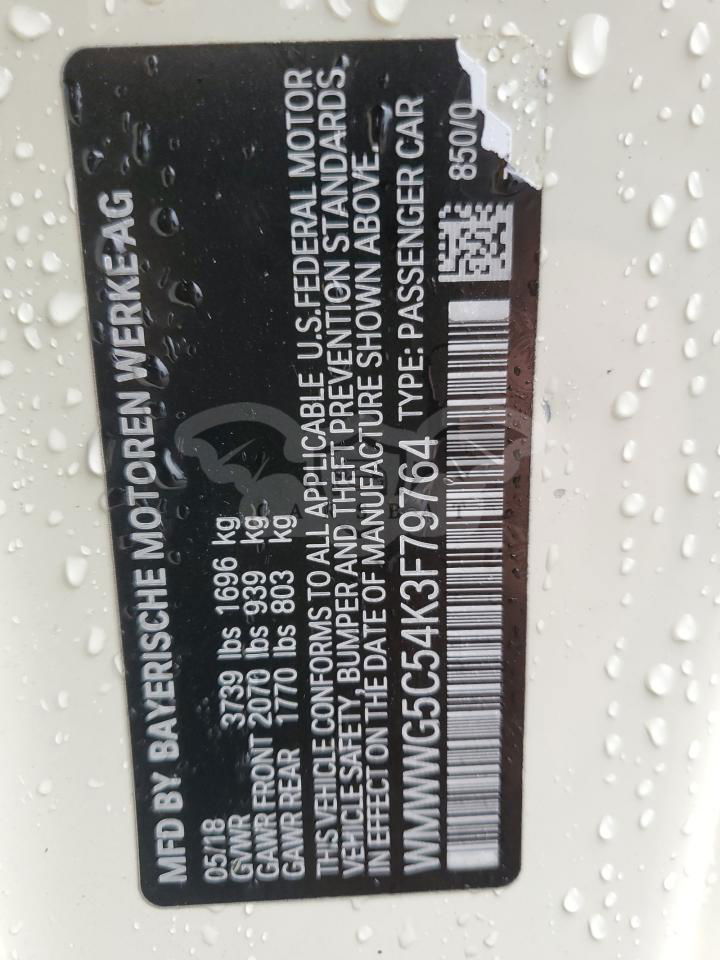 MFD BY BAYERISCHE MOTOREN WERKE AG
05/18
GVWR 3739 lbs 1696 kg
GAWR FRONT 2070 lbs 939 kg
GAWR REAR 1770 lbs 803 kg
THIS VEHICLE CONFORMS TO ALL APPLICABLE U.S.FEDERAL MOTOR
VEHICLE SAFETY, BUMPER AND THEFT PREVENTION STANDARDS
IN EFFECT ON THE DATE OF MANUFACTURE SHOWN ABOVE.
WMWWG5C54K3F79764 TYPE: PASSENGER CAR
850/0